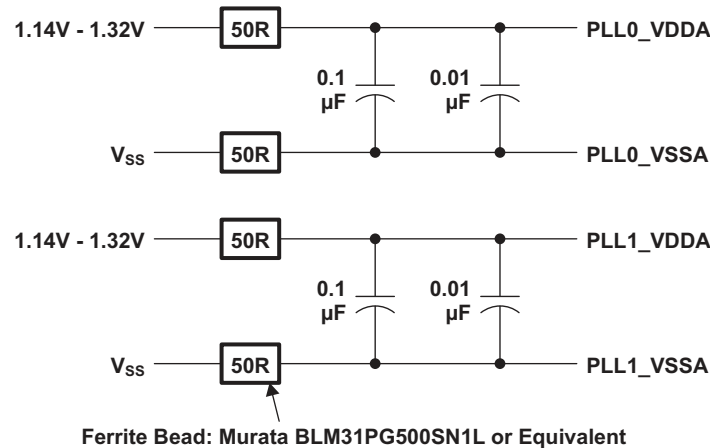 1.14V - 1.32V 50R PLL0_VDDA
0.1 0.01
µF µF
VSS 50R PLL0_VSSA
1.14V - 1.32V 50R PLL1_VDDA
0.1 0.01
µF µF
VSS 50R PLL1_VSSA
Ferrite Bead: Murata BLM31PG500SN1L or Equivalent